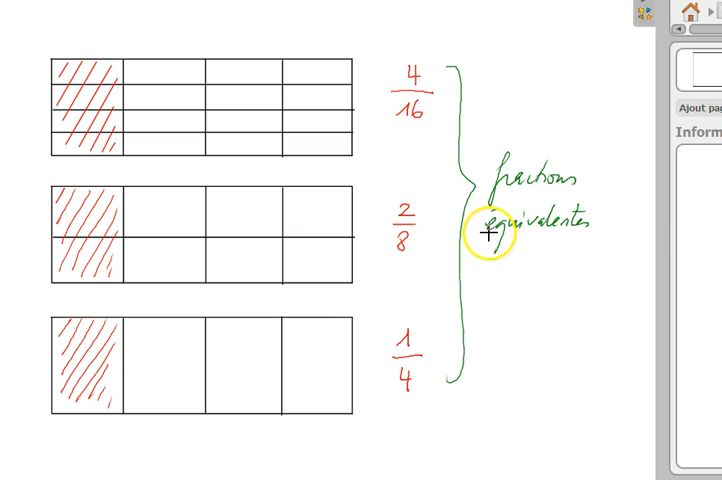 4
16
2
8
1
4
fractions
équivalentes
Ajout pag
Inform